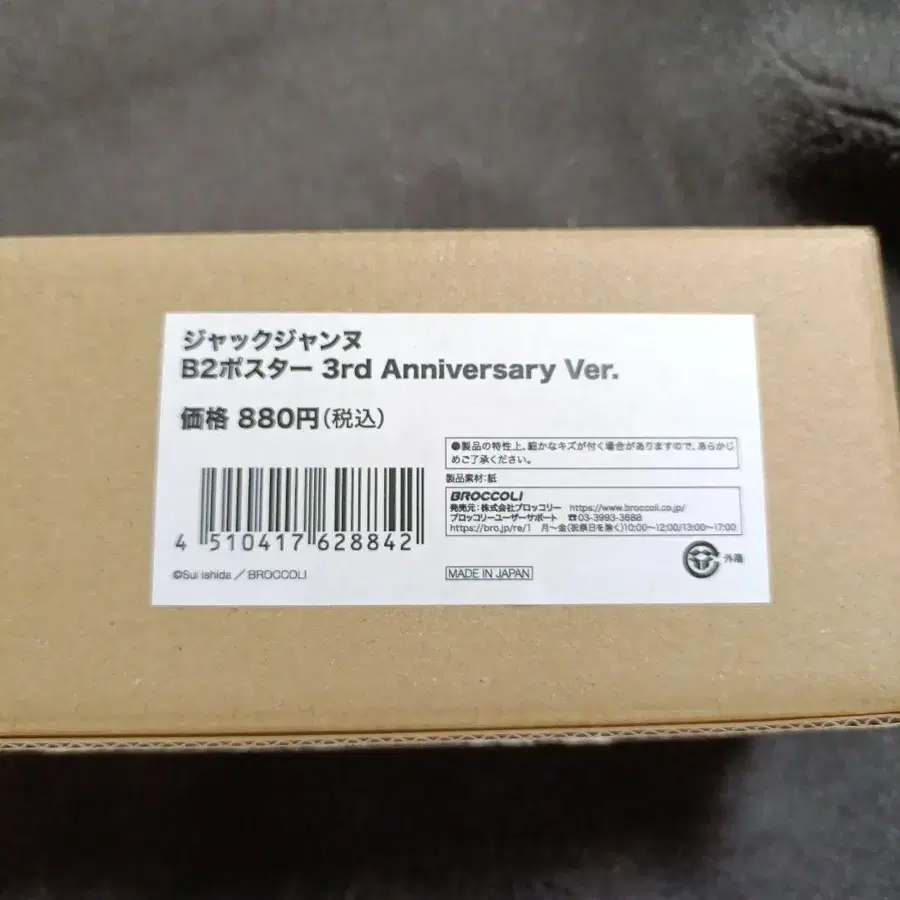 ジャックジャンヌ
B2ポスター 3rd Anniversary Ver.
価格 880円(税込)
●製品の特性上、細かなキズが付く場合がありますので、あらかじ
めご了承ください。
製品素材:紙
BROCCOLI
発売元:株式会社ブロッコリー https://www.broccoli.co.jp/
ブロッコリーユーザーサポート ☎03-3993-3688
https://bro.jp/re/1 月~金(祝祭日を除く)10:00~12:00/13:00~17:00
4 510417 628842
©Sui Ishida/BROCCOLI
MADE IN JAPAN
外箱